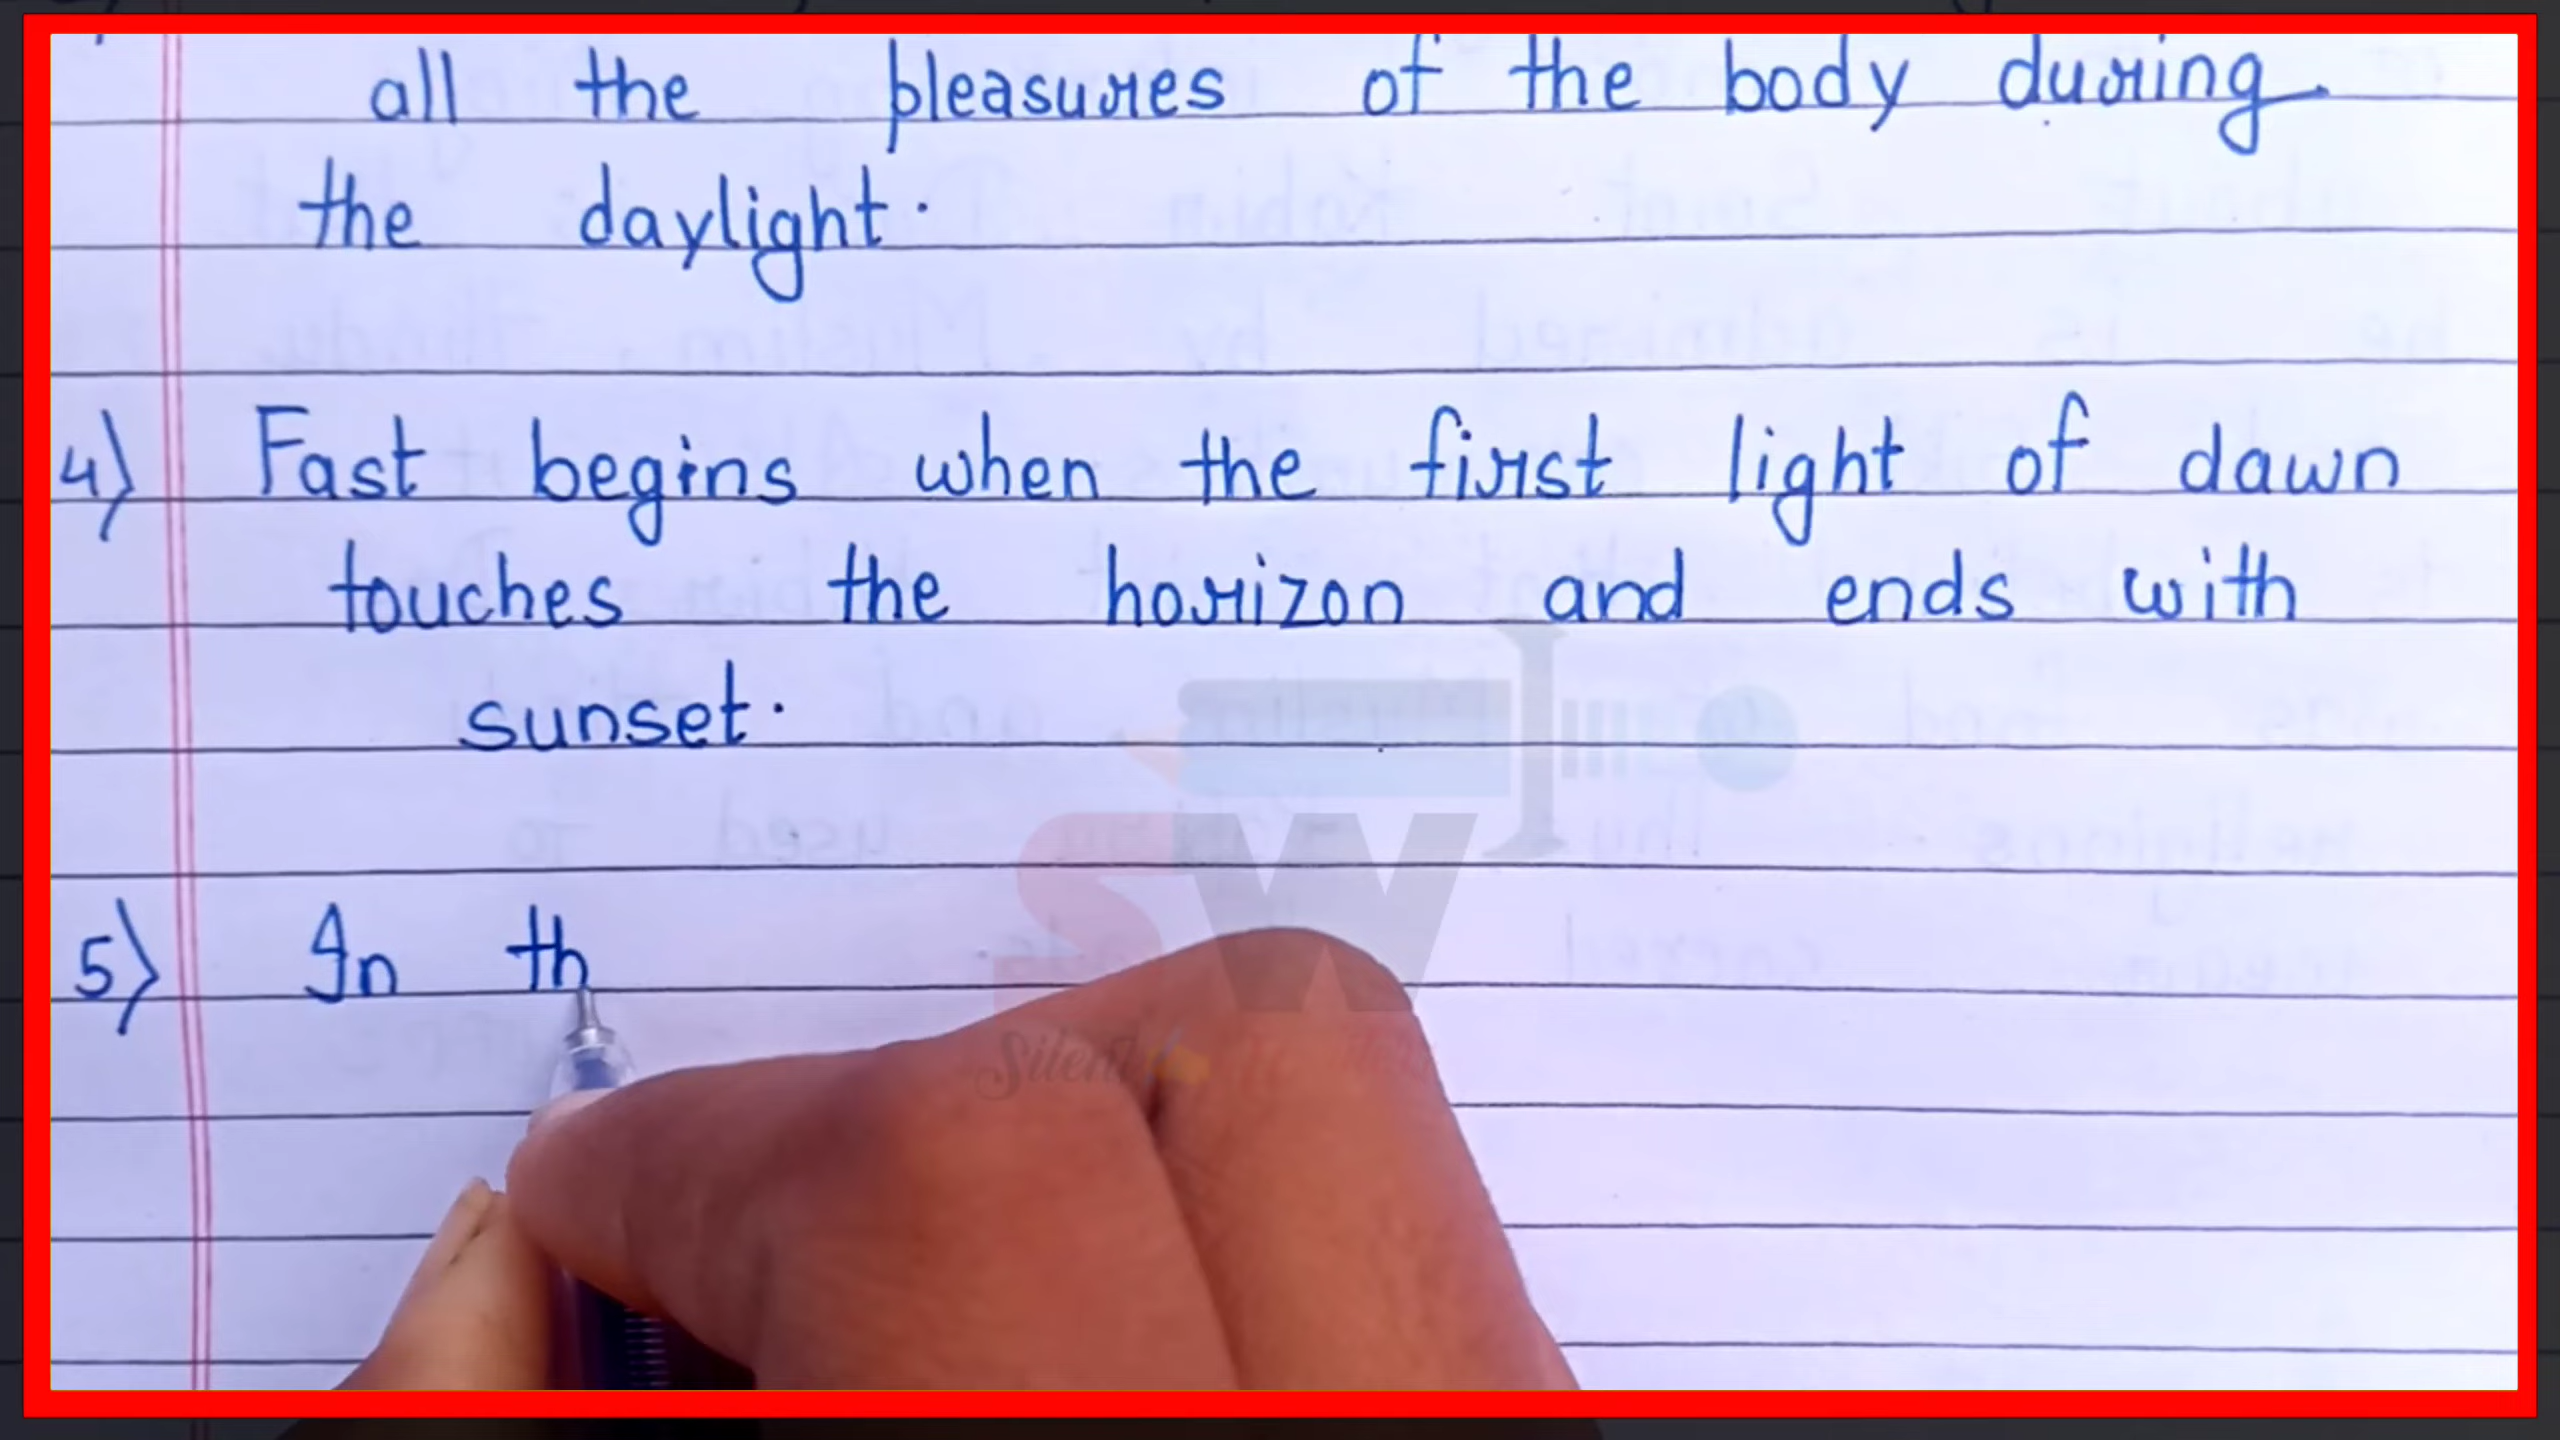 all the pleasures of the body during
the daylight.
4) Fast begins when the first light of dawn
touches the horizon and ends with
sunset.
5) In th
SW